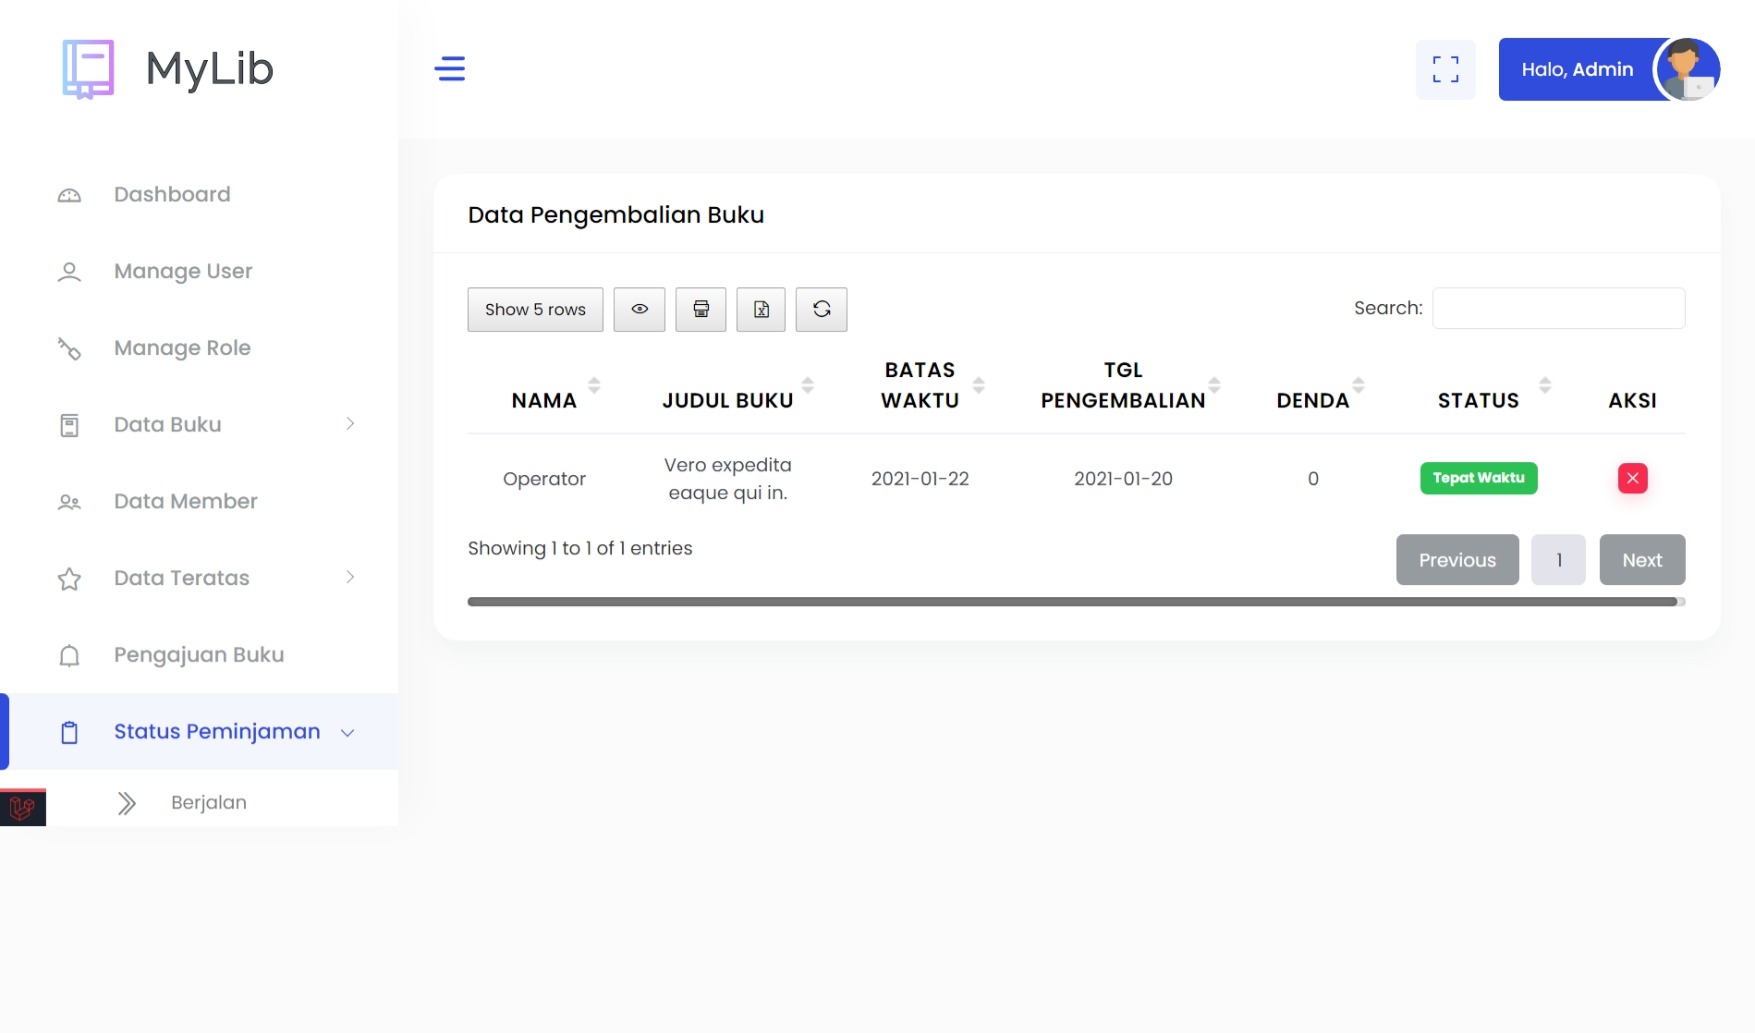 MyLib
Halo, Admin
Dashboard
Manage User
Manage Role
Data Buku
Data Member
Data Teratas
Pengajuan Buku
Status Peminjaman
Berjalan
Data Pengembalian Buku
Show 5 rows
Search:
NAMA JUDUL BUKU BATAS WAKTU TGL PENGEMBALIAN DENDA STATUS AKSI
Operator Vero expedita eaque qui in. 2021-01-22 2021-01-20 0 Tepat Waktu
Showing 1 to 1 of 1 entries
Previous 1 Next